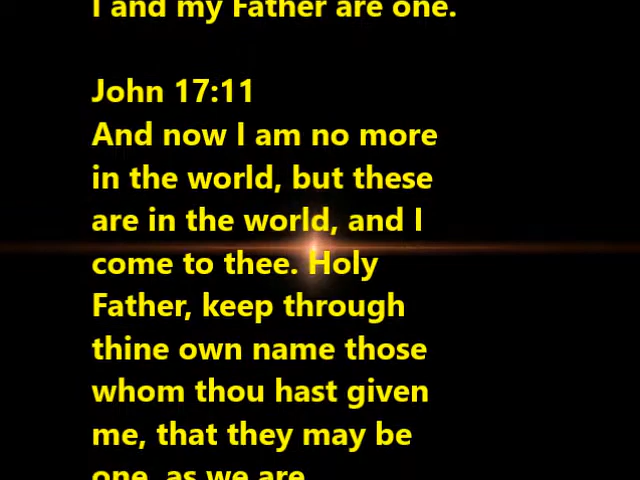 I and my Father are one.
John 17:11
And now I am no more
in the world, but these
are in the world, and I
come to thee. Holy
Father, keep through
thine own name those
whom thou hast given
me, that they may be
one, as we are